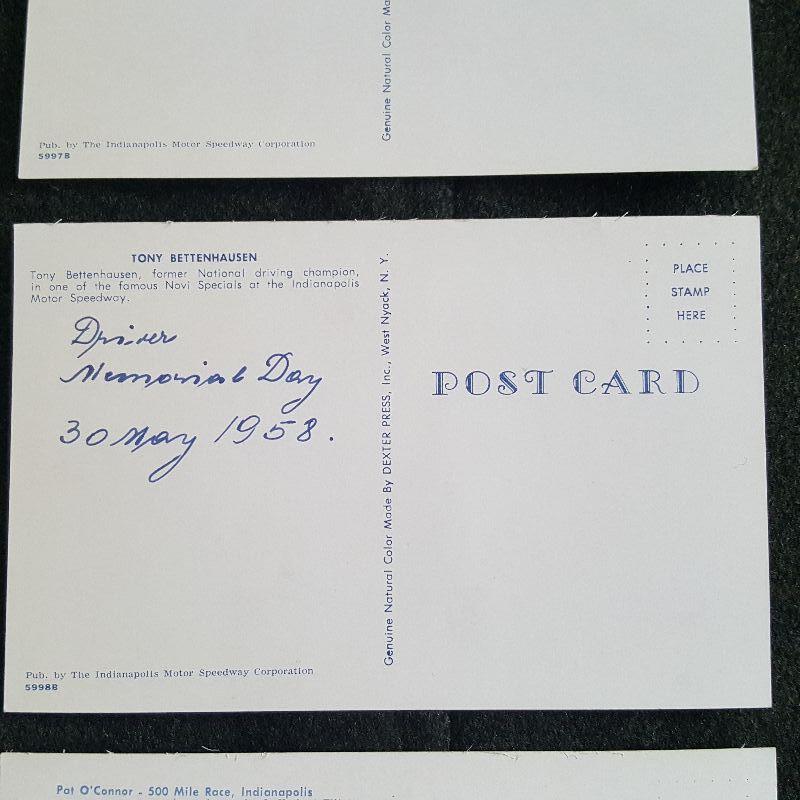 Genuine Natural Color Ma
Pub. by The Indianapolis Motor Speedway Corporation
5997B
TONY BETTENHAUSEN
Tony Bettenhausen, former National driving champion,
in one of the famous Novi Specials at the Indianapolis
Motor Speedway.
Driver
Memorial Day
30 May 1958.
Pub. by The Indianapolis Motor Speedway Corporation
5998B
Genuine Natural Color Made By DEXTER PRESS, Inc., West Nyack, N. Y.
PLACE
STAMP
HERE
POST CARD
Pat O'Connor - 500 Mile Race, Indianapolis